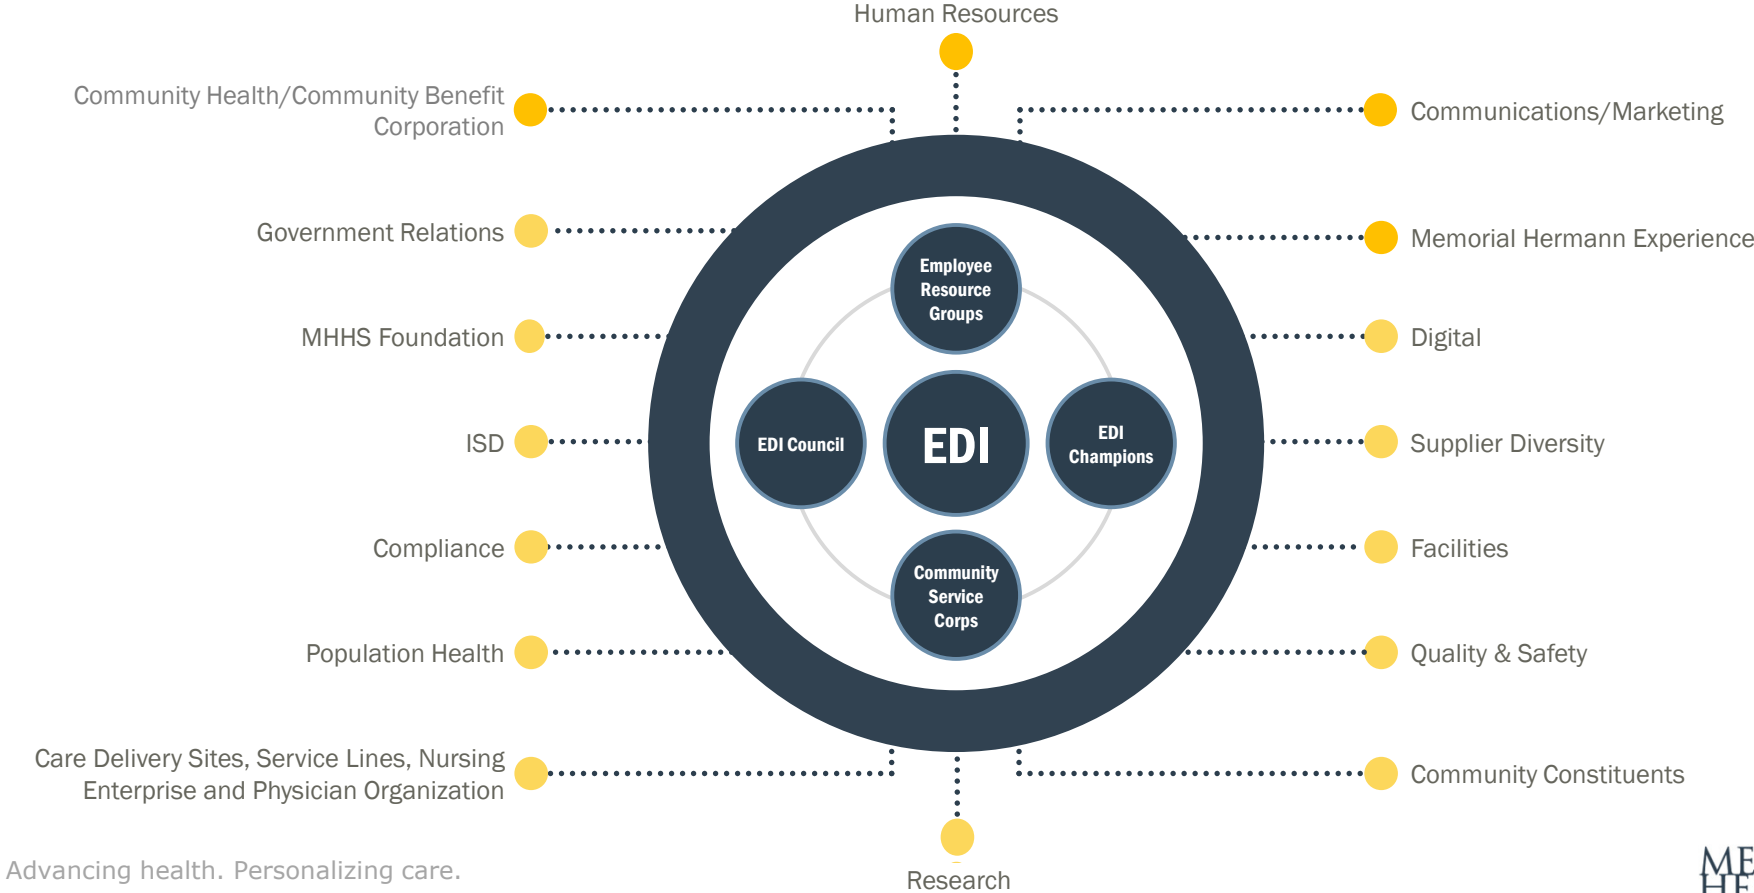 Human Resources
Community Health/Community Benefit
Corporation
Communications/Marketing
Government Relations
Memorial Hermann Experience
Employee
Resource
Groups
MHHS Foundation
Digital
ISD
EDI Council
EDI
EDI
Champions
Supplier Diversity
Compliance
Facilities
Community
Service
Corps
Population Health
Quality & Safety
Care Delivery Sites, Service Lines, Nursing
Enterprise and Physician Organization
Community Constituents
Advancing health. Personalizing care.
Research